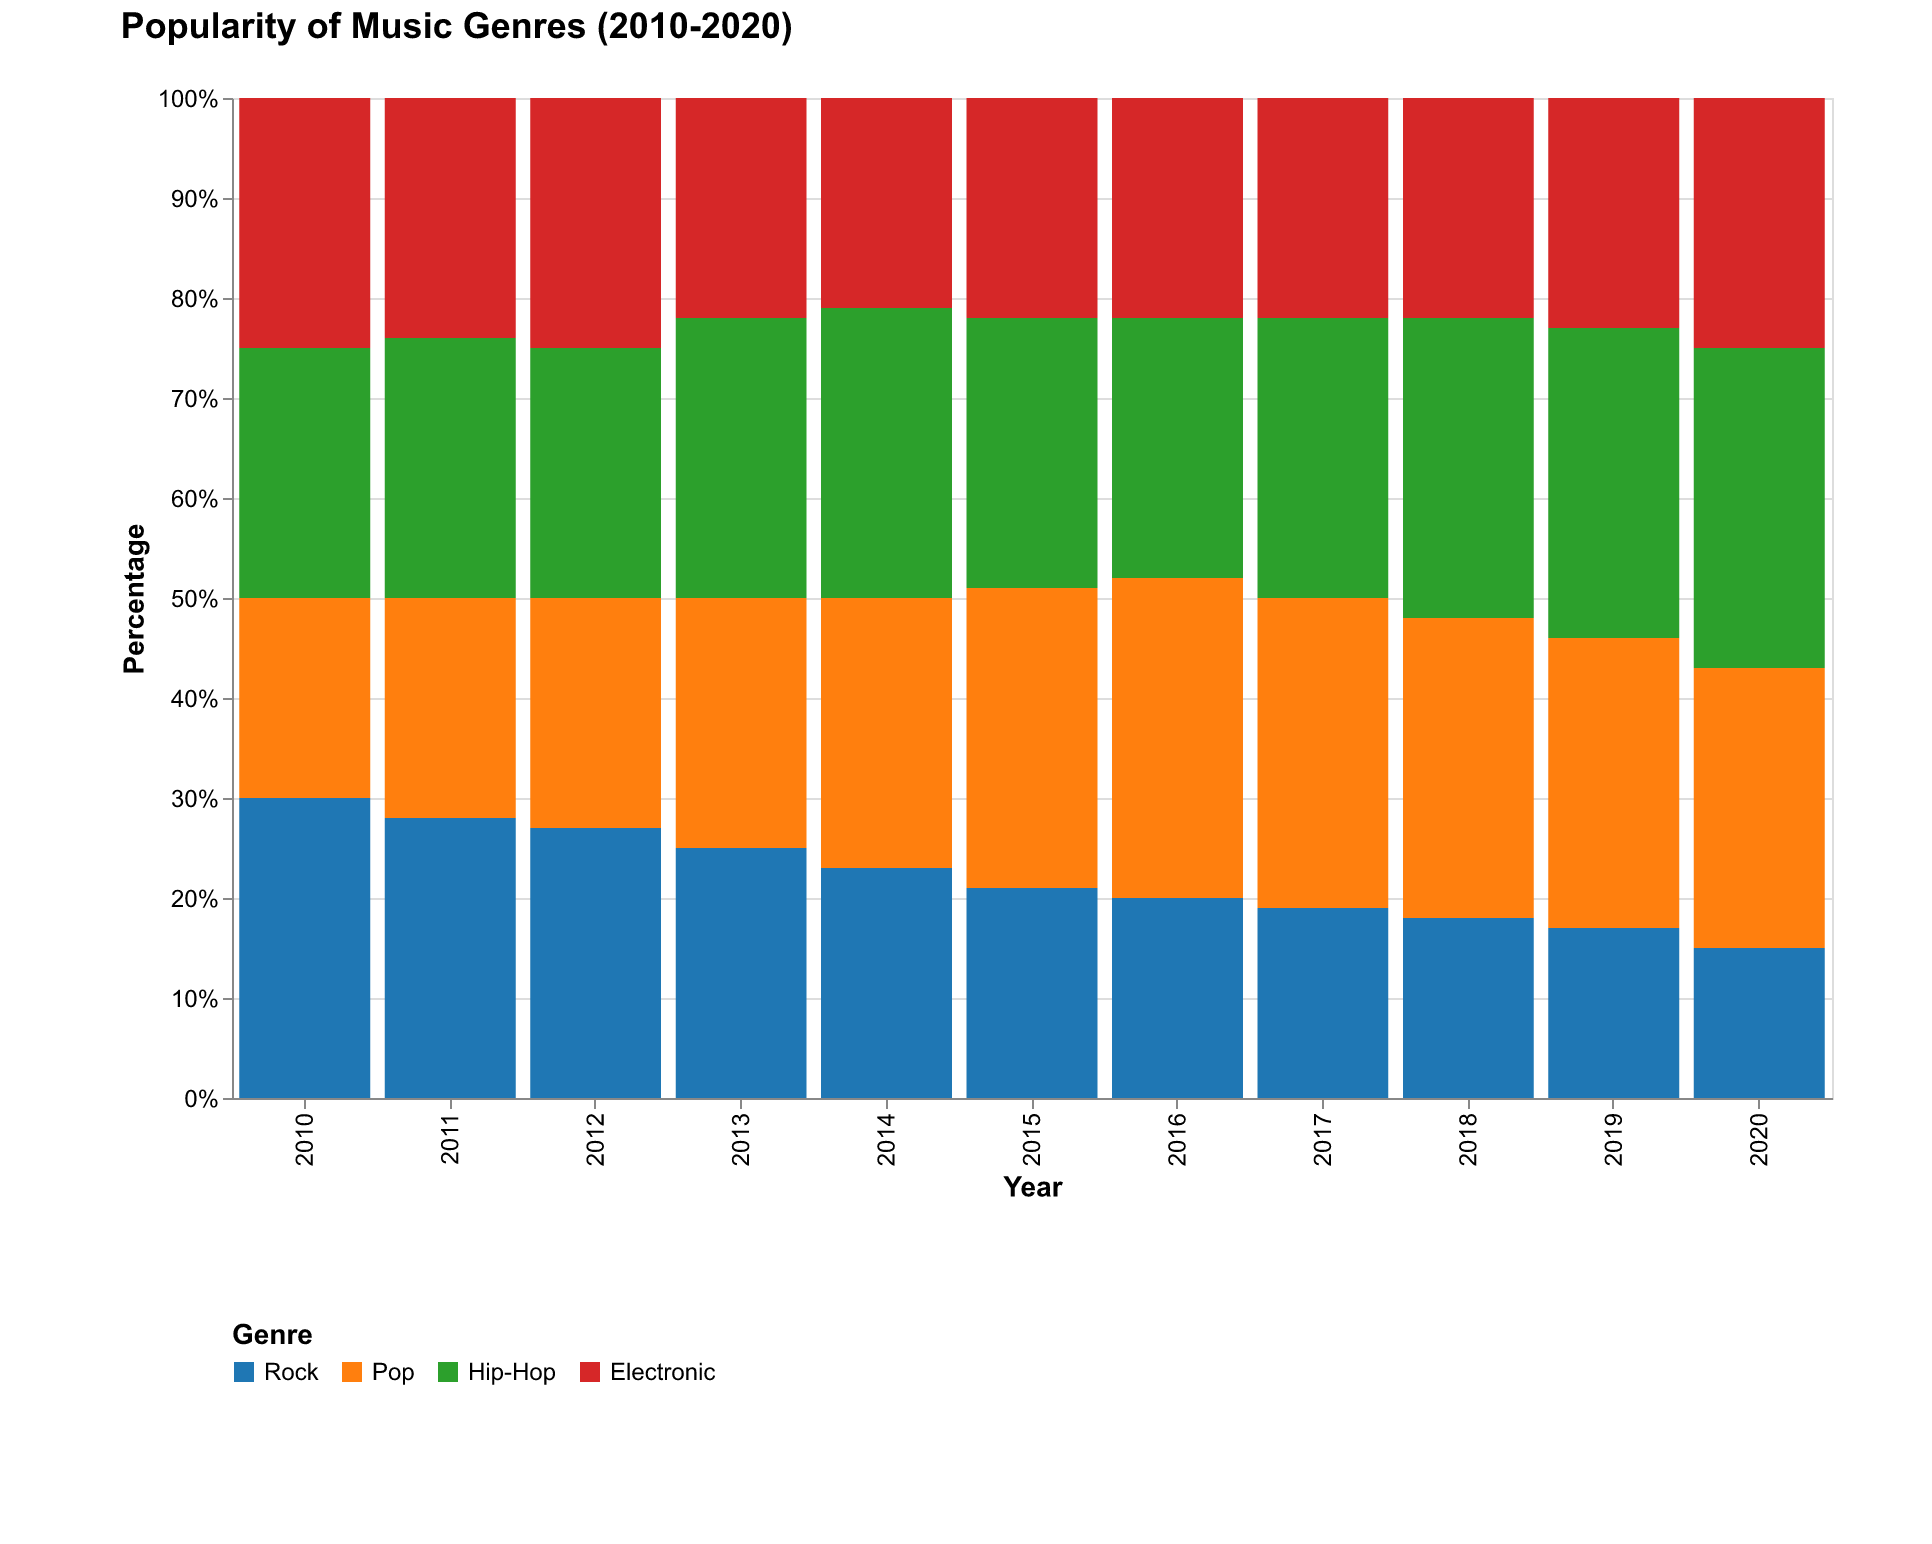 Popularity of Music Genres (2010-2020)
100%
90%
80%
70%
60%
50%
40%
30%
20%
10%
0%
Percentage
2010 2011 2012 2013 2014 2015 2016 2017 2018 2019 2020
Year
Genre
Rock Pop Hip-Hop Electronic